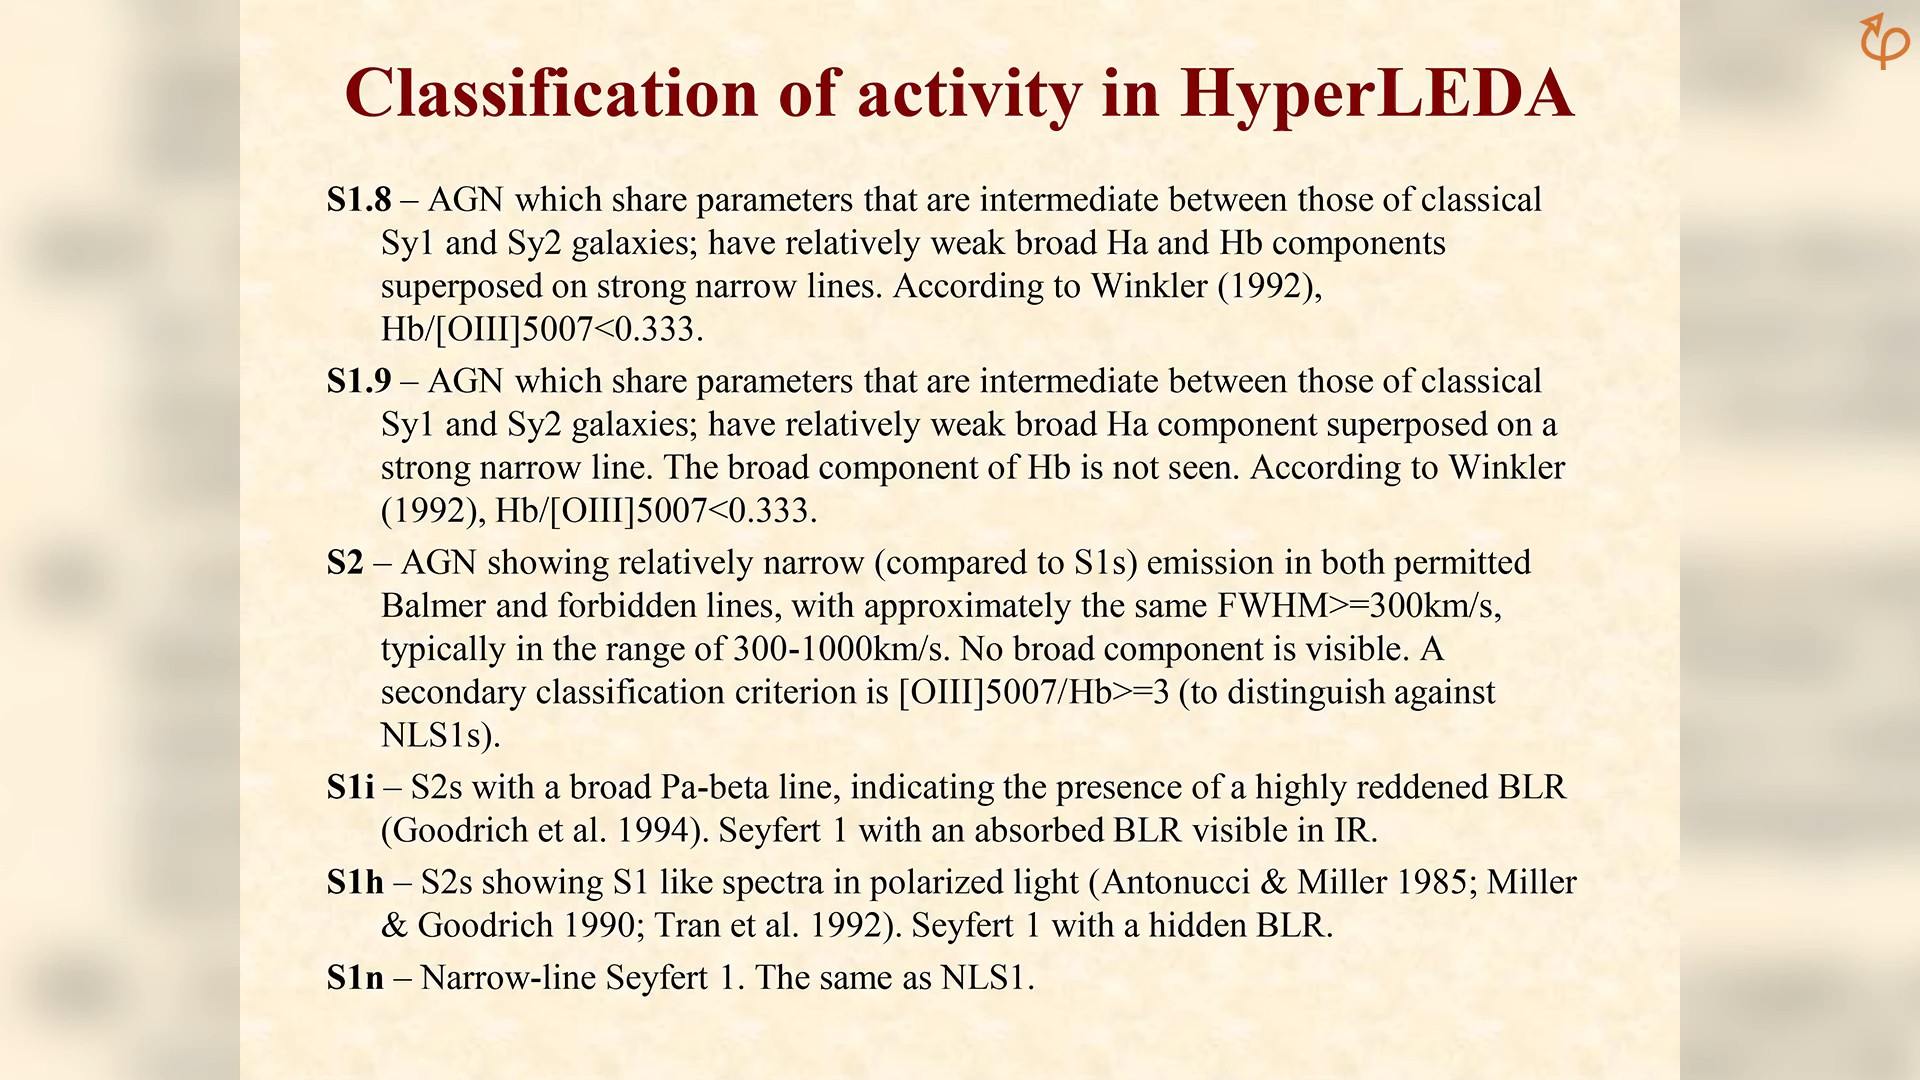 Classification of activity in HyperLEDA
S1.8 – AGN which share parameters that are intermediate between those of classical
Sy1 and Sy2 galaxies; have relatively weak broad Ha and Hb components
superposed on strong narrow lines. According to Winkler (1992),
Hb/[OIII]5007<0.333.
S1.9 – AGN which share parameters that are intermediate between those of classical
Sy1 and Sy2 galaxies; have relatively weak broad Ha component superposed on a
strong narrow line. The broad component of Hb is not seen. According to Winkler
(1992), Hb/[OIII]5007<0.333.
S2 – AGN showing relatively narrow (compared to S1s) emission in both permitted
Balmer and forbidden lines, with approximately the same FWHM>=300km/s,
typically in the range of 300-1000km/s. No broad component is visible. A
secondary classification criterion is [OIII]5007/Hb>=3 (to distinguish against
NLS1s).
S1i – S2s with a broad Pa-beta line, indicating the presence of a highly reddened BLR
(Goodrich et al. 1994). Seyfert 1 with an absorbed BLR visible in IR.
S1h – S2s showing S1 like spectra in polarized light (Antonucci & Miller 1985; Miller
& Goodrich 1990; Tran et al. 1992). Seyfert 1 with a hidden BLR.
S1n – Narrow-line Seyfert 1. The same as NLS1.